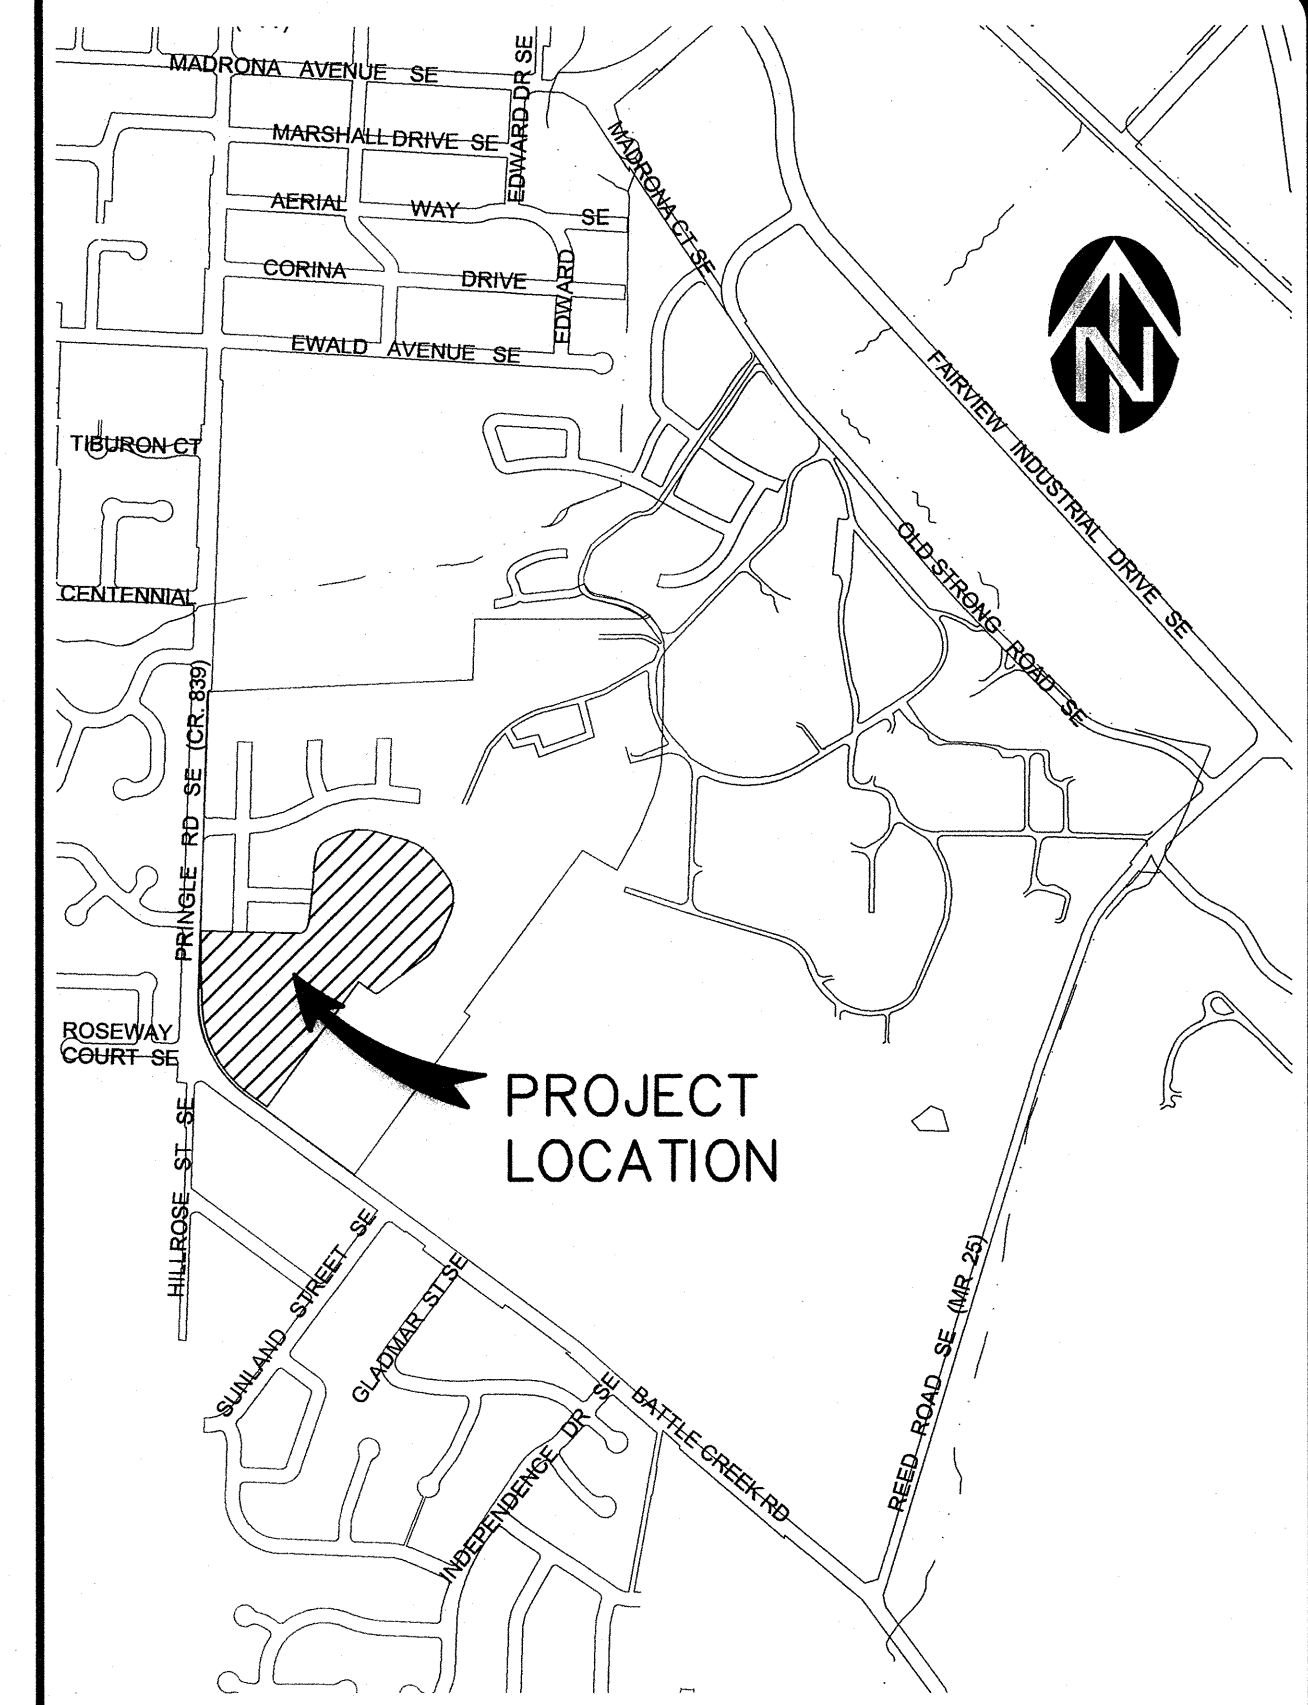 MADRONA AVENUE SE
EDWARD DR SE
MARSHALL DRIVE SE
MADRONA CT SE
AERIAL WAY SE
CORINA DRIVE
EDWARD
EWALD AVENUE SE
N
FAIRVIEW INDUSTRIAL DRIVE SE
TIBURON CT
OLD STRONG ROAD SE
CENTENNIAL
PRINGLE RD SE (CR. 839)
ROSEWAY
COURT SE
PROJECT
LOCATION
HILLROSE ST SE
SUNLAND STREET SE
GLADMAR ST SE
INDEPENDENCE DR SE
BATTLE CREEK RD
REED ROAD SE (MR 25)